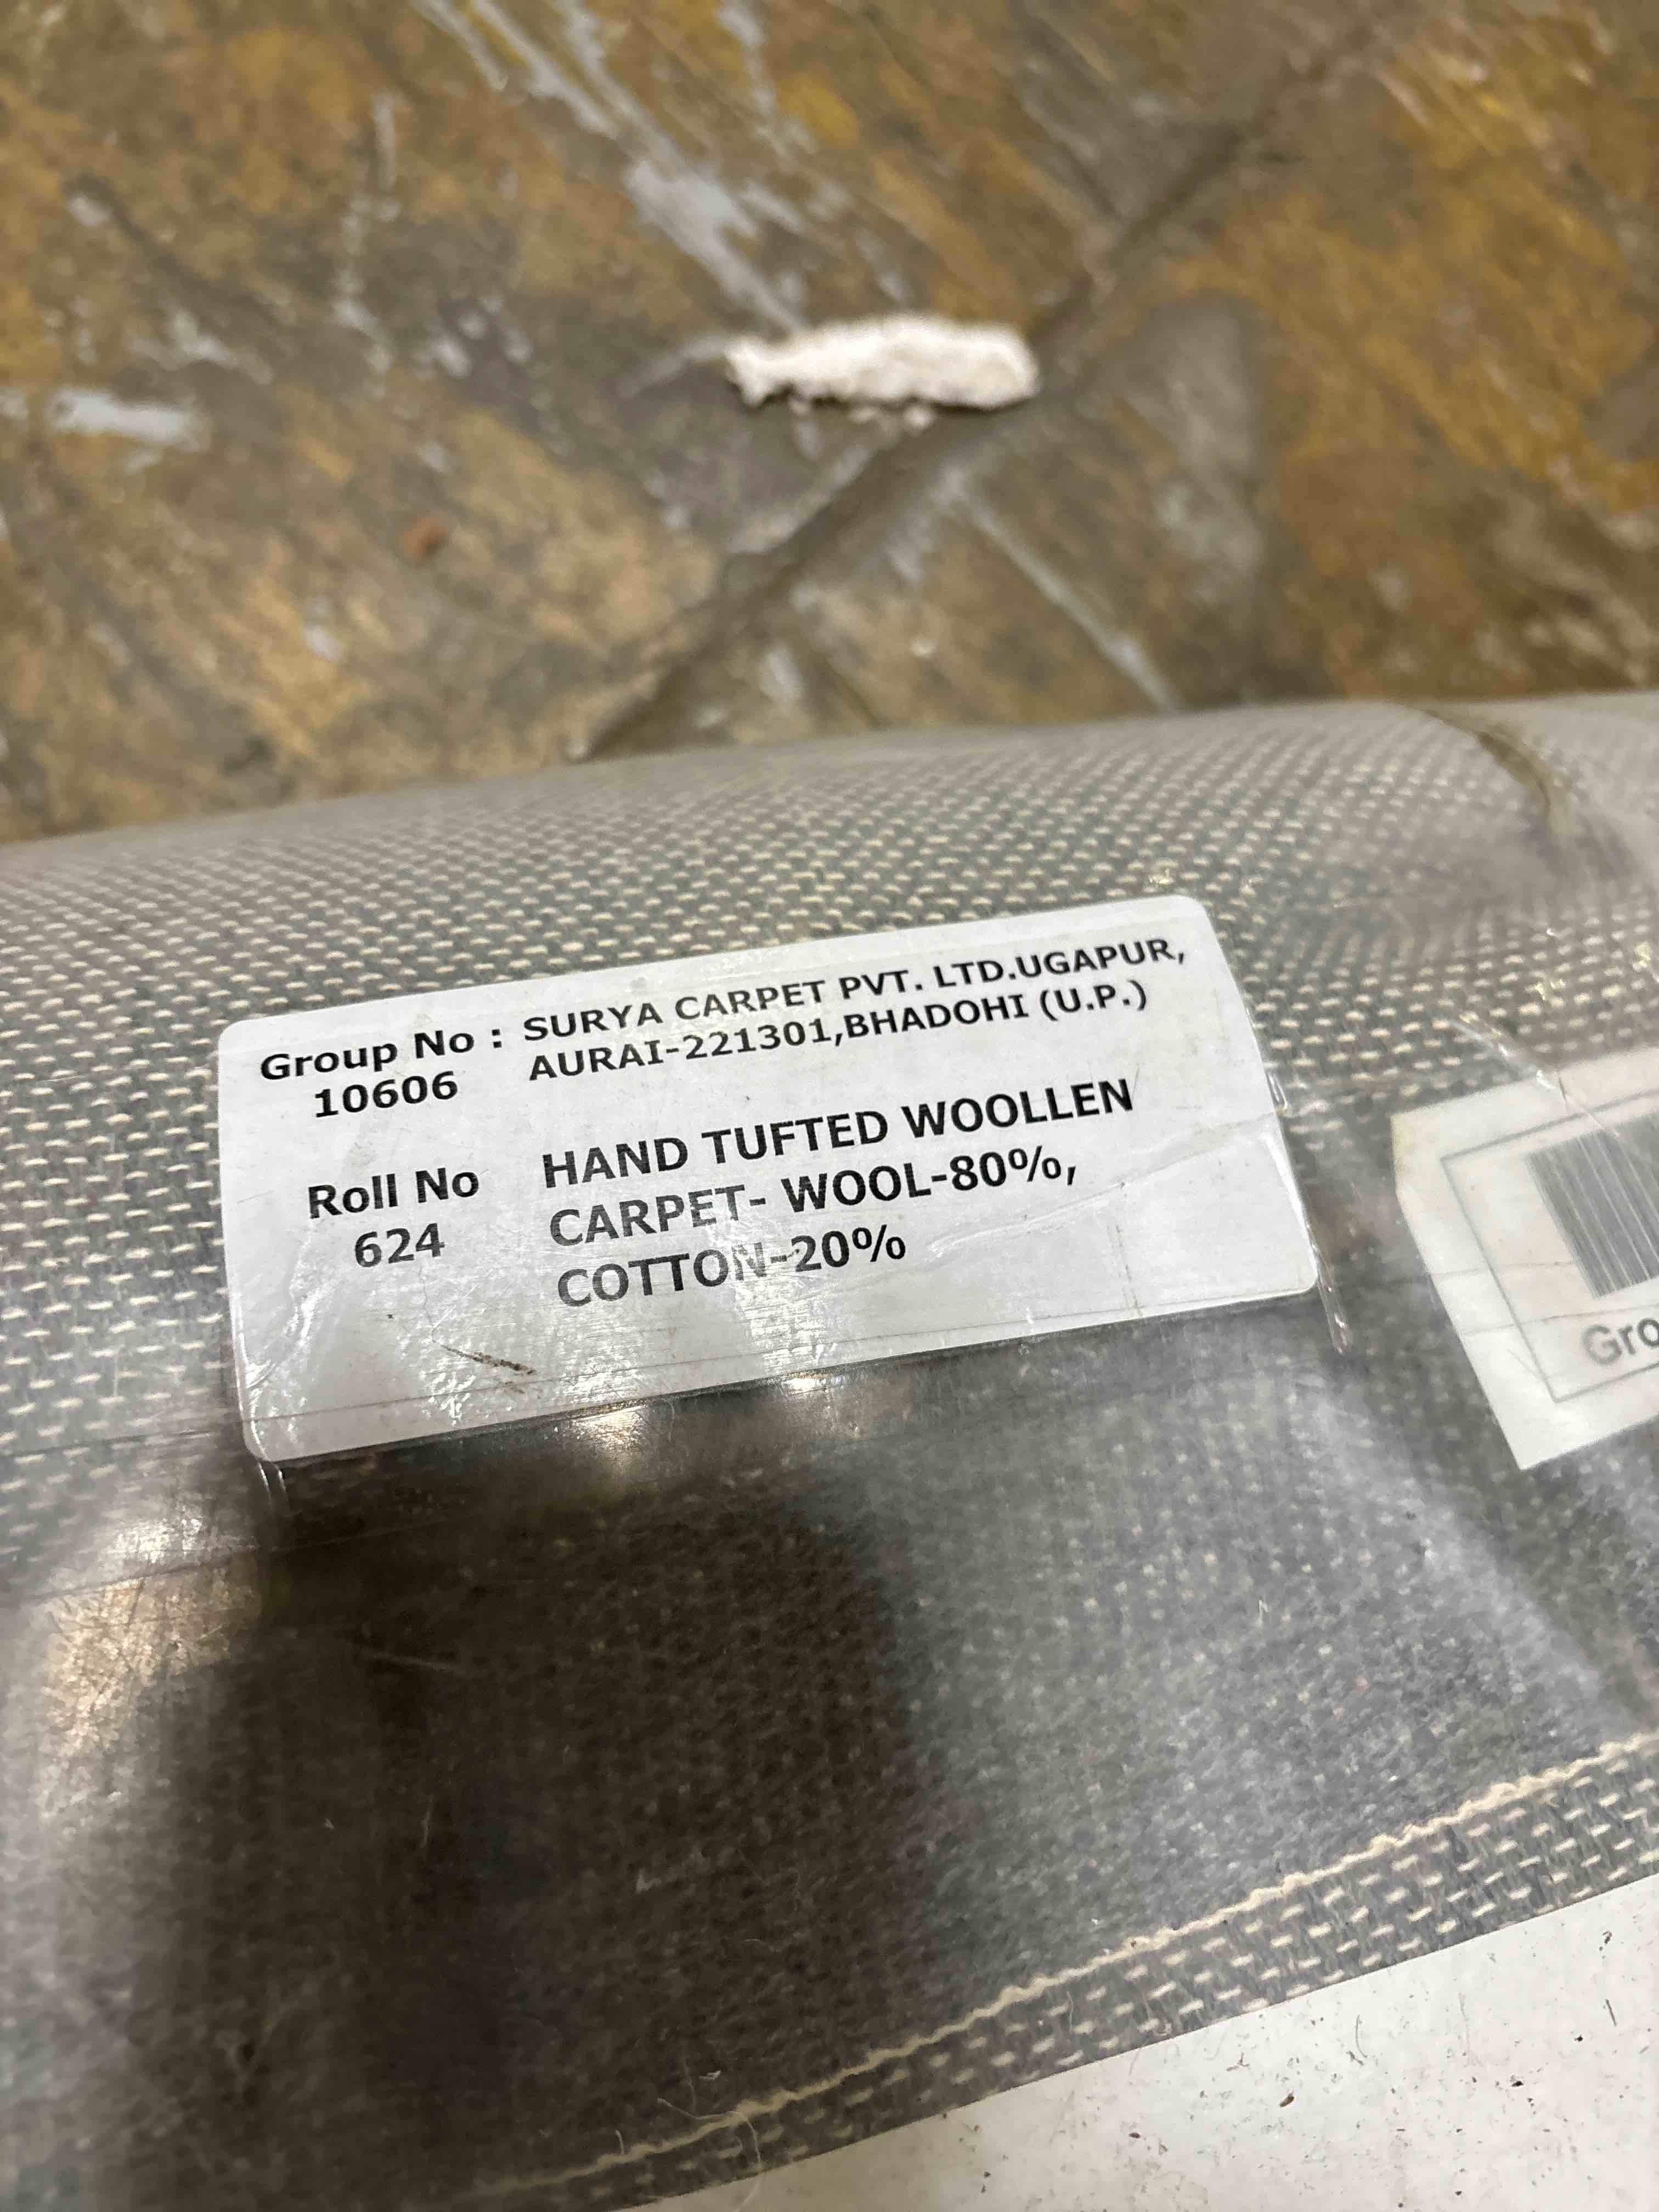 Group No : SURYA CARPET PVT. LTD.UGAPUR,
10606 AURAI-221301,BHADOHI (U.P.)
Roll No HAND TUFTED WOOLLEN
624 CARPET- WOOL-80%,
COTTON-20%
Gro